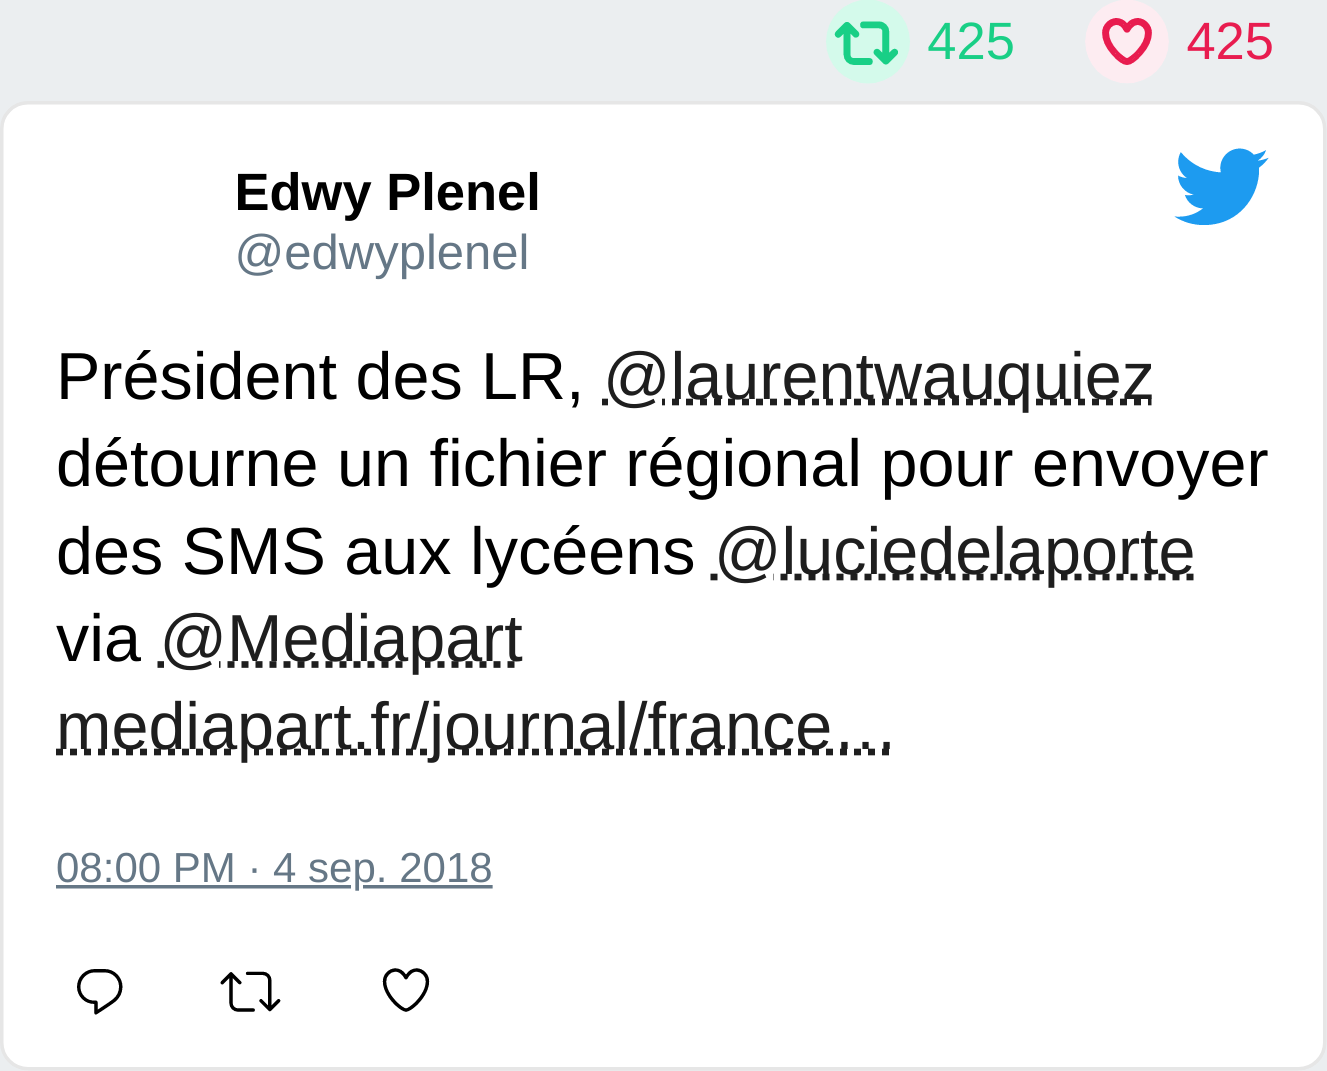 425 425
Edwy Plenel
@edwyplenel
Président des LR, @laurentwauquiez
détourne un fichier régional pour envoyer
des SMS aux lycéens @luciedelaporte
via @Mediapart
mediapart.fr/journal/france…
08:00 PM · 4 sep. 2018